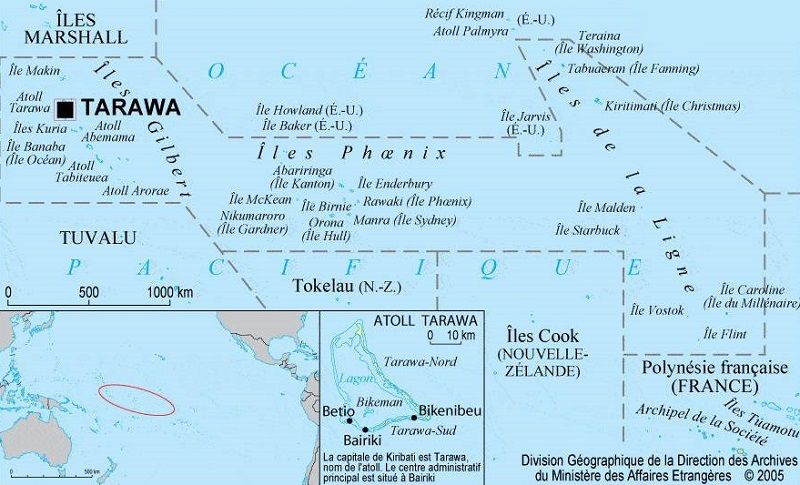 ÎLES
MARSHALL
Récif Kingman
Atoll Palmyra
(É.-U.)
Teraina
(Île Washington)
Tabuaeran (Île Fanning)
Kiritimati (Île Christmas)
OCÉAN
Île Makin
Îles Gilbert
Atoll
Tarawa
TARAWA
Îles Kuria
Atoll
Abemama
Île Banaba
(Île Océan)
Atoll
Tabiteuea
Atoll Arorae
Île Howland (É.-U.)
Île Baker (É.-U.)
Île Jarvis
(É.-U.)
Îles de la Ligne
Îles Phœnix
Abariringa
(Île Kanton)
Île Enderbury
Île McKean
Île Birnie
Rawaki (Île Phœnix)
Nikumaroro
(Île Gardner)
Orona
(Île Hull)
Manra (Île Sydney)
Île Malden
Île Starbuck
TUVALU
PACIFIQUE
Tokelau (N.-Z.)
0 500 1000 km
Île Caroline
(Île du Millénaire)
Île Vostok
Île Flint
Îles Cook
(NOUVELLE-
ZÉLANDE)
Polynésie française
(FRANCE)
Îles Tuamotu
Archipel de la Société
ATOLL TARAWA
0 10 km
Tarawa-Nord
Lagon
Bikeman
Betio
Bikenibeu
Bairiki
Tarawa-Sud
La capitale de Kiribati est Tarawa,
nom de l'atoll. Le centre administratif
principal est situé à Bairiki
0 500 km
Division Géographique de la Direction des Archives
du Ministère des Affaires Etrangères © 2005